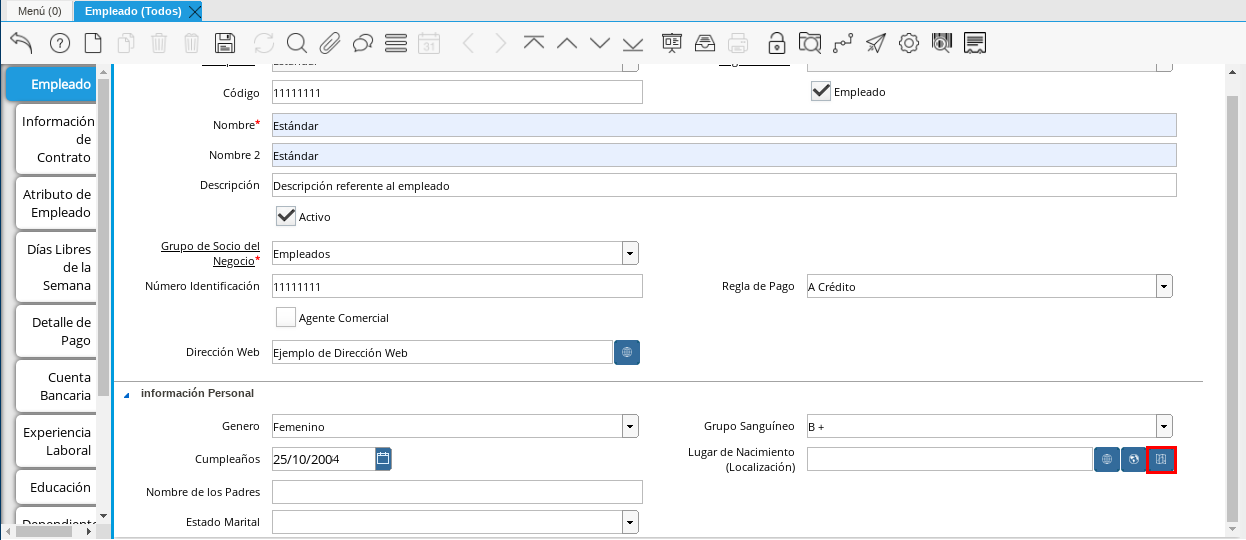 Menú (0)
Empleado (Todos)
31
Empleado
Información
de
Contrato
Atributo de
Empleado
Días Libres
de la
Semana
Detalle de
Pago
Cuenta
Bancaria
Experiencia
Laboral
Educación
Código 11111111
Empleado
Nombre* Estándar
Nombre 2 Estándar
Descripción Descripción referente al empleado
Activo
Grupo de Socio del
Negocio* Empleados
Número Identificación 11111111 Regla de Pago A Crédito
Agente Comercial
Dirección Web Ejemplo de Dirección Web
información Personal
Genero Femenino Grupo Sanguíneo B +
Cumpleaños 25/10/2004 Lugar de Nacimiento
(Localización)
Nombre de los Padres
Estado Marital